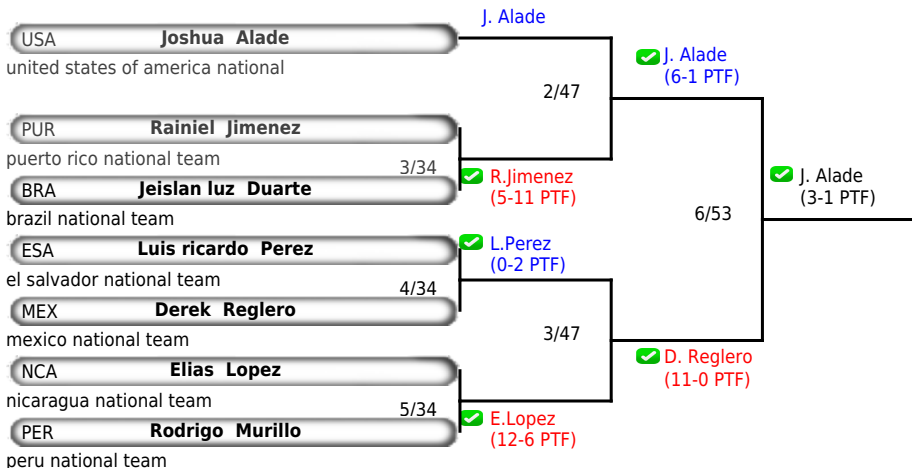 J. Alade
USA Joshua Alade
united states of america national
J. Alade
(6-1 PTF)
2/47
PUR Rainiel Jimenez
puerto rico national team
3/34
R.Jimenez
(5-11 PTF)
BRA Jeislan luz Duarte
brazil national team
J. Alade
(3-1 PTF)
6/53
ESA Luis ricardo Perez
el salvador national team
L.Perez
(0-2 PTF)
4/34
MEX Derek Reglero
mexico national team
3/47
D. Reglero
(11-0 PTF)
NCA Elias Lopez
nicaragua national team
5/34
E.Lopez
(12-6 PTF)
PER Rodrigo Murillo
peru national team